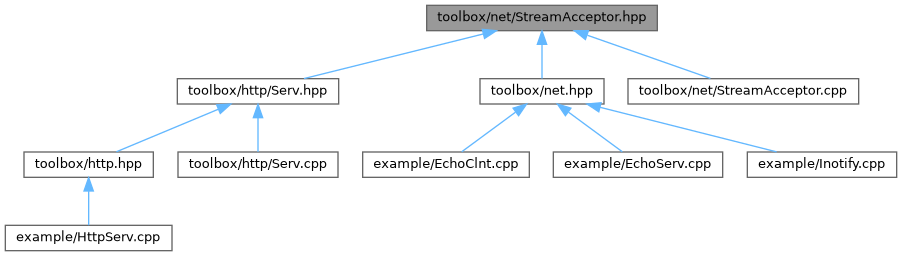 toolbox/net/StreamAcceptor.hpp
toolbox/http/Serv.hpp
toolbox/net.hpp
toolbox/net/StreamAcceptor.cpp
toolbox/http.hpp
toolbox/http/Serv.cpp
example/EchoClnt.cpp
example/EchoServ.cpp
example/Inotify.cpp
example/HttpServ.cpp